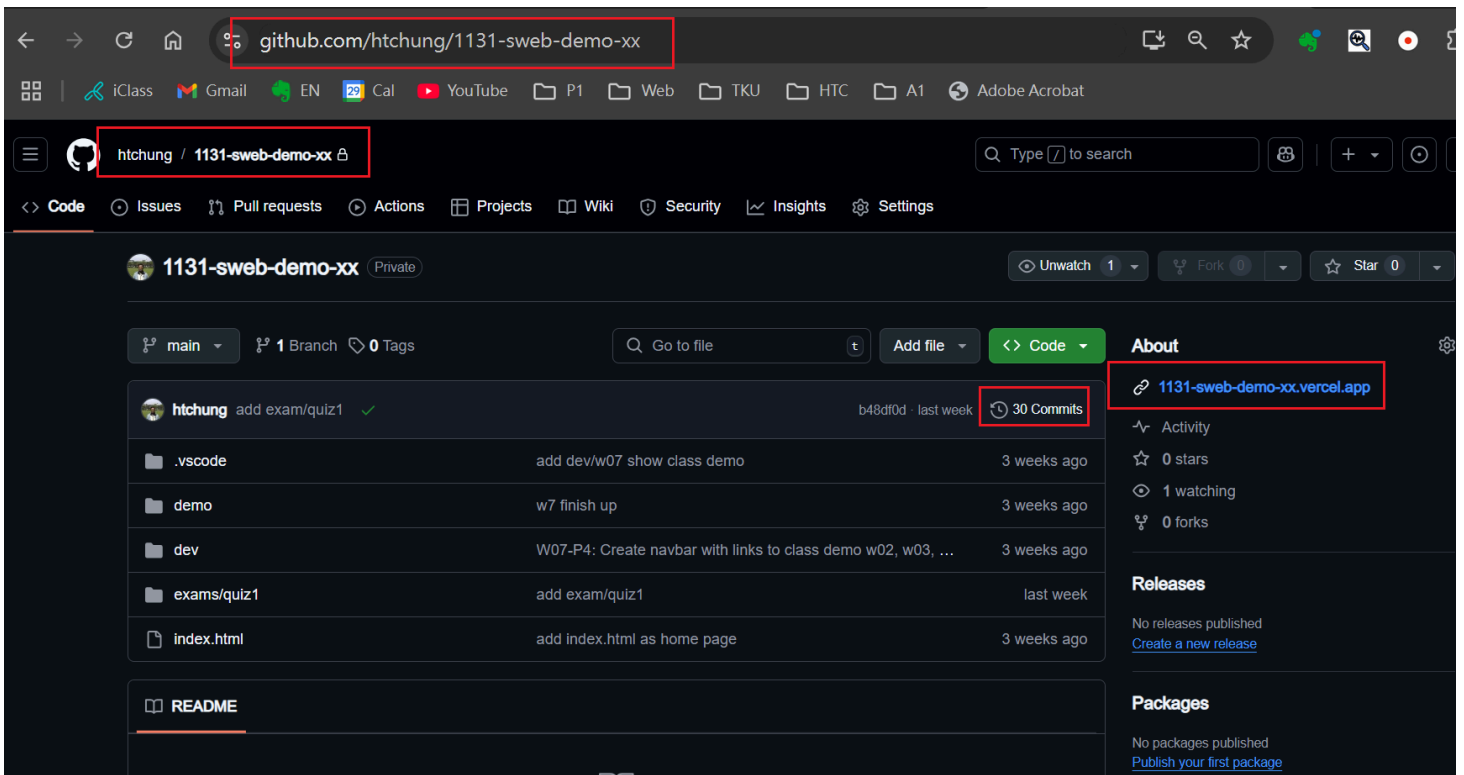 github.com/htchung/1131-sweb-demo-xx
iClass Gmail EN 29 Cal YouTube P1 Web TKU HTC A1 Adobe Acrobat
htchung / 1131-sweb-demo-xx
Type / to search
Code Issues Pull requests Actions Projects Wiki Security Insights Settings
1131-sweb-demo-xx Private
Unwatch 1 Fork 0 Star 0
main 1 Branch 0 Tags Go to file t Add file Code
htchung add exam/quiz1 b48df0d · last week 30 Commits
.vscode add dev/w07 show class demo 3 weeks ago
demo w7 finish up 3 weeks ago
dev W07-P4: Create navbar with links to class demo w02, w03, … 3 weeks ago
exams/quiz1 add exam/quiz1 last week
index.html add index.html as home page 3 weeks ago
README
About
1131-sweb-demo-xx.vercel.app
Activity
0 stars
1 watching
0 forks
Releases
No releases published
Create a new release
Packages
No packages published
Publish your first package